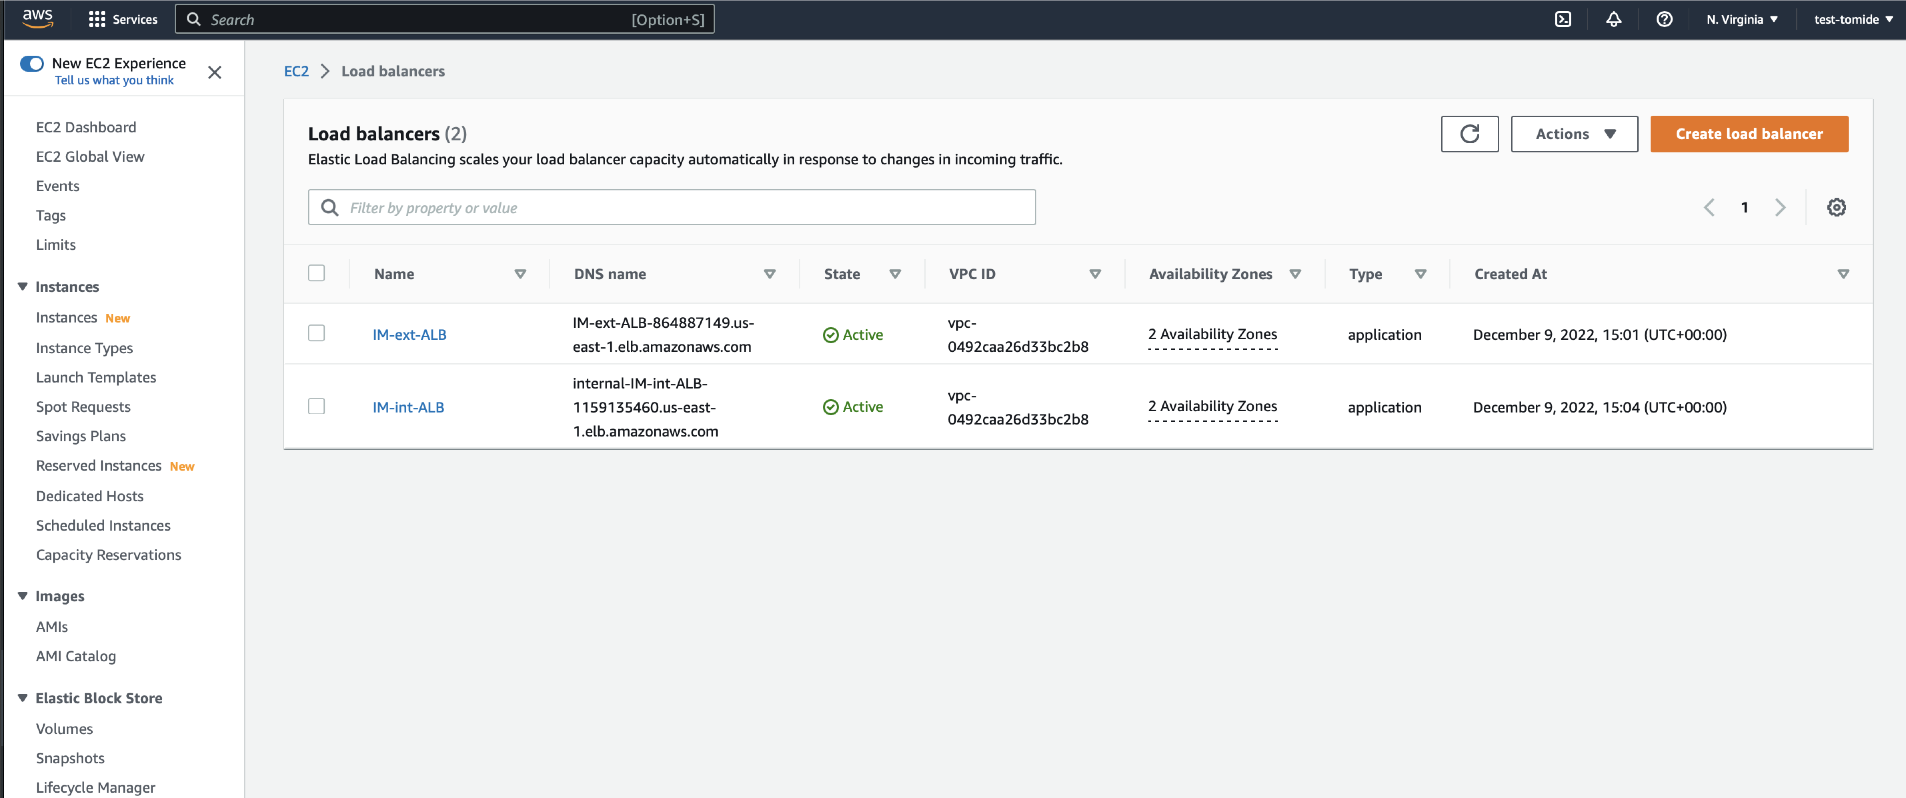 aws
Services
Search
[Option+S]
N. Virginia
test-tomide
New EC2 Experience
Tell us what you think
EC2 Dashboard
EC2 Global View
Events
Tags
Limits
Instances
Instances New
Instance Types
Launch Templates
Spot Requests
Savings Plans
Reserved Instances New
Dedicated Hosts
Scheduled Instances
Capacity Reservations
Images
AMIs
AMI Catalog
Elastic Block Store
Volumes
Snapshots
Lifecycle Manager
EC2 > Load balancers
Load balancers (2)
Elastic Load Balancing scales your load balancer capacity automatically in response to changes in incoming traffic.
Actions
Create load balancer
Filter by property or value
1
Name
DNS name
State
VPC ID
Availability Zones
Type
Created At
IM-ext-ALB
IM-ext-ALB-864887149.us-
east-1.elb.amazonaws.com
Active
vpc-
0492caa26d33bc2b8
2 Availability Zones
application
December 9, 2022, 15:01 (UTC+00:00)
IM-int-ALB
internal-IM-int-ALB-
1159135460.us-east-
1.elb.amazonaws.com
Active
vpc-
0492caa26d33bc2b8
2 Availability Zones
application
December 9, 2022, 15:04 (UTC+00:00)